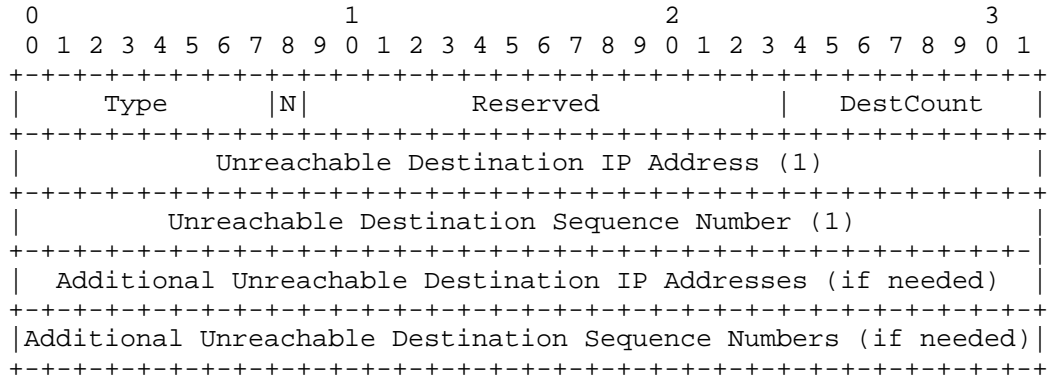 0                   1                   2                   3
 0 1 2 3 4 5 6 7 8 9 0 1 2 3 4 5 6 7 8 9 0 1 2 3 4 5 6 7 8 9 0 1
+-+-+-+-+-+-+-+-+-+-+-+-+-+-+-+-+-+-+-+-+-+-+-+-+-+-+-+-+-+-+-+-+
|     Type      |N|          Reserved           |   DestCount   |
+-+-+-+-+-+-+-+-+-+-+-+-+-+-+-+-+-+-+-+-+-+-+-+-+-+-+-+-+-+-+-+-+
|            Unreachable Destination IP Address (1)             |
+-+-+-+-+-+-+-+-+-+-+-+-+-+-+-+-+-+-+-+-+-+-+-+-+-+-+-+-+-+-+-+-+
|         Unreachable Destination Sequence Number (1)           |
+-+-+-+-+-+-+-+-+-+-+-+-+-+-+-+-+-+-+-+-+-+-+-+-+-+-+-+-+-+-+-+-|
|  Additional Unreachable Destination IP Addresses (if needed)  |
+-+-+-+-+-+-+-+-+-+-+-+-+-+-+-+-+-+-+-+-+-+-+-+-+-+-+-+-+-+-+-+-+
|Additional Unreachable Destination Sequence Numbers (if needed)|
+-+-+-+-+-+-+-+-+-+-+-+-+-+-+-+-+-+-+-+-+-+-+-+-+-+-+-+-+-+-+-+-+